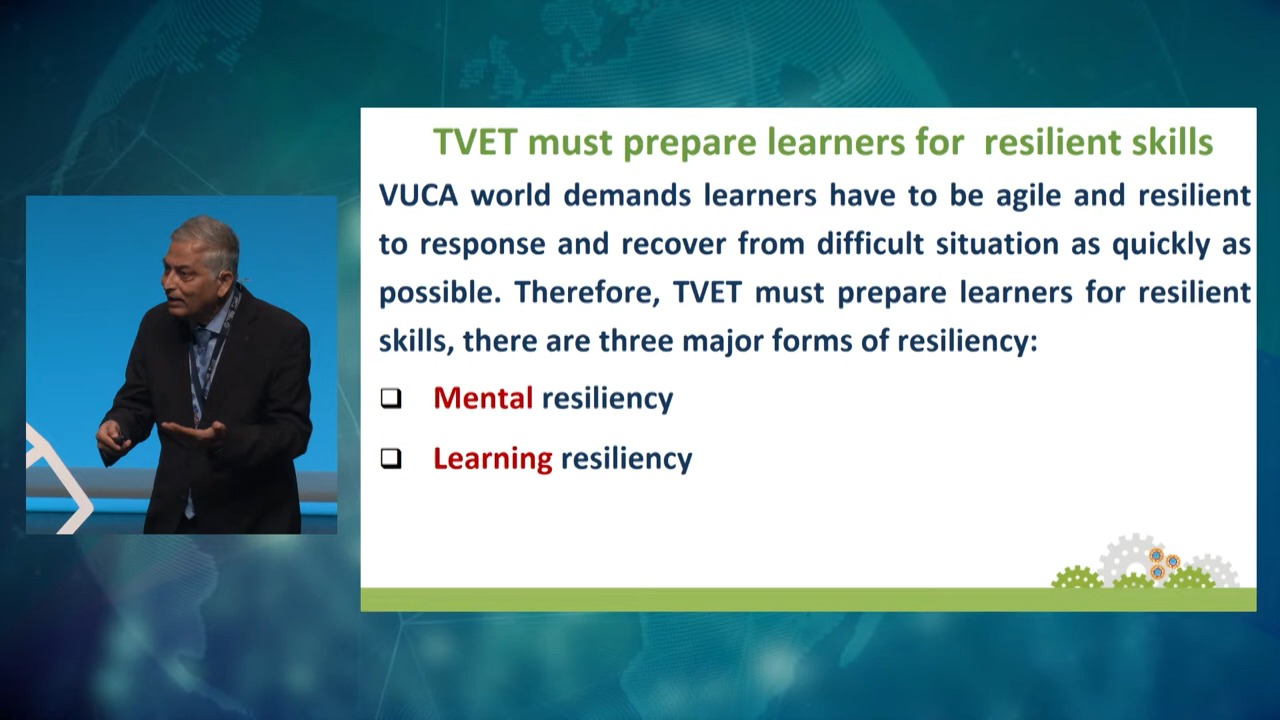 TVET must prepare learners for resilient skills
VUCA world demands learners have to be agile and resilient
to response and recover from difficult situation as quickly as
possible. Therefore, TVET must prepare learners for resilient
skills, there are three major forms of resiliency:
❑ Mental resiliency
❑ Learning resiliency